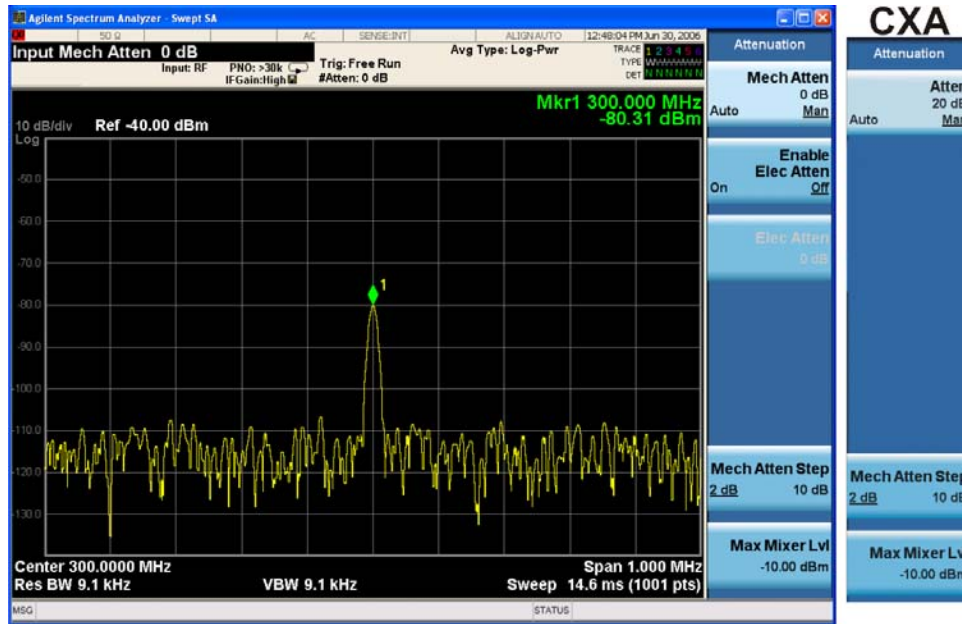 Agilent Spectrum Analyzer - Swept SA
50 Ω AC SENSE:INT ALIGN AUTO 12:48:04 PM Jun 30, 2006
Input Mech Atten 0 dB
Input: RF PNO: >30k IFGain:High
Trig: Free Run
#Atten: 0 dB
Avg Type: Log-Pwr
TRACE 1 2 3 4 5 6
TYPE
DET N N N N N N
Mkr1 300.000 MHz
-80.31 dBm
10 dB/div Ref -40.00 dBm
Log
-50.0
-60.0
-70.0
-80.0
-90.0
-100.0
-110.0
-120.0
-130.0
1
Center 300.0000 MHz Span 1.000 MHz
Res BW 9.1 kHz VBW 9.1 kHz Sweep 14.6 ms (1001 pts)
MSG STATUS
Attenuation
Mech Atten
0 dB
Auto Man
Enable
Elec Atten
On Off
Elec Atten
0 dB
Mech Atten Step
2 dB 10 dB
Max Mixer Lvl
-10.00 dBm
CXA
Attenuation
Atten
20 dB
Auto Man
Mech Atten Step
2 dB 10 dB
Max Mixer Lv
-10.00 dBm